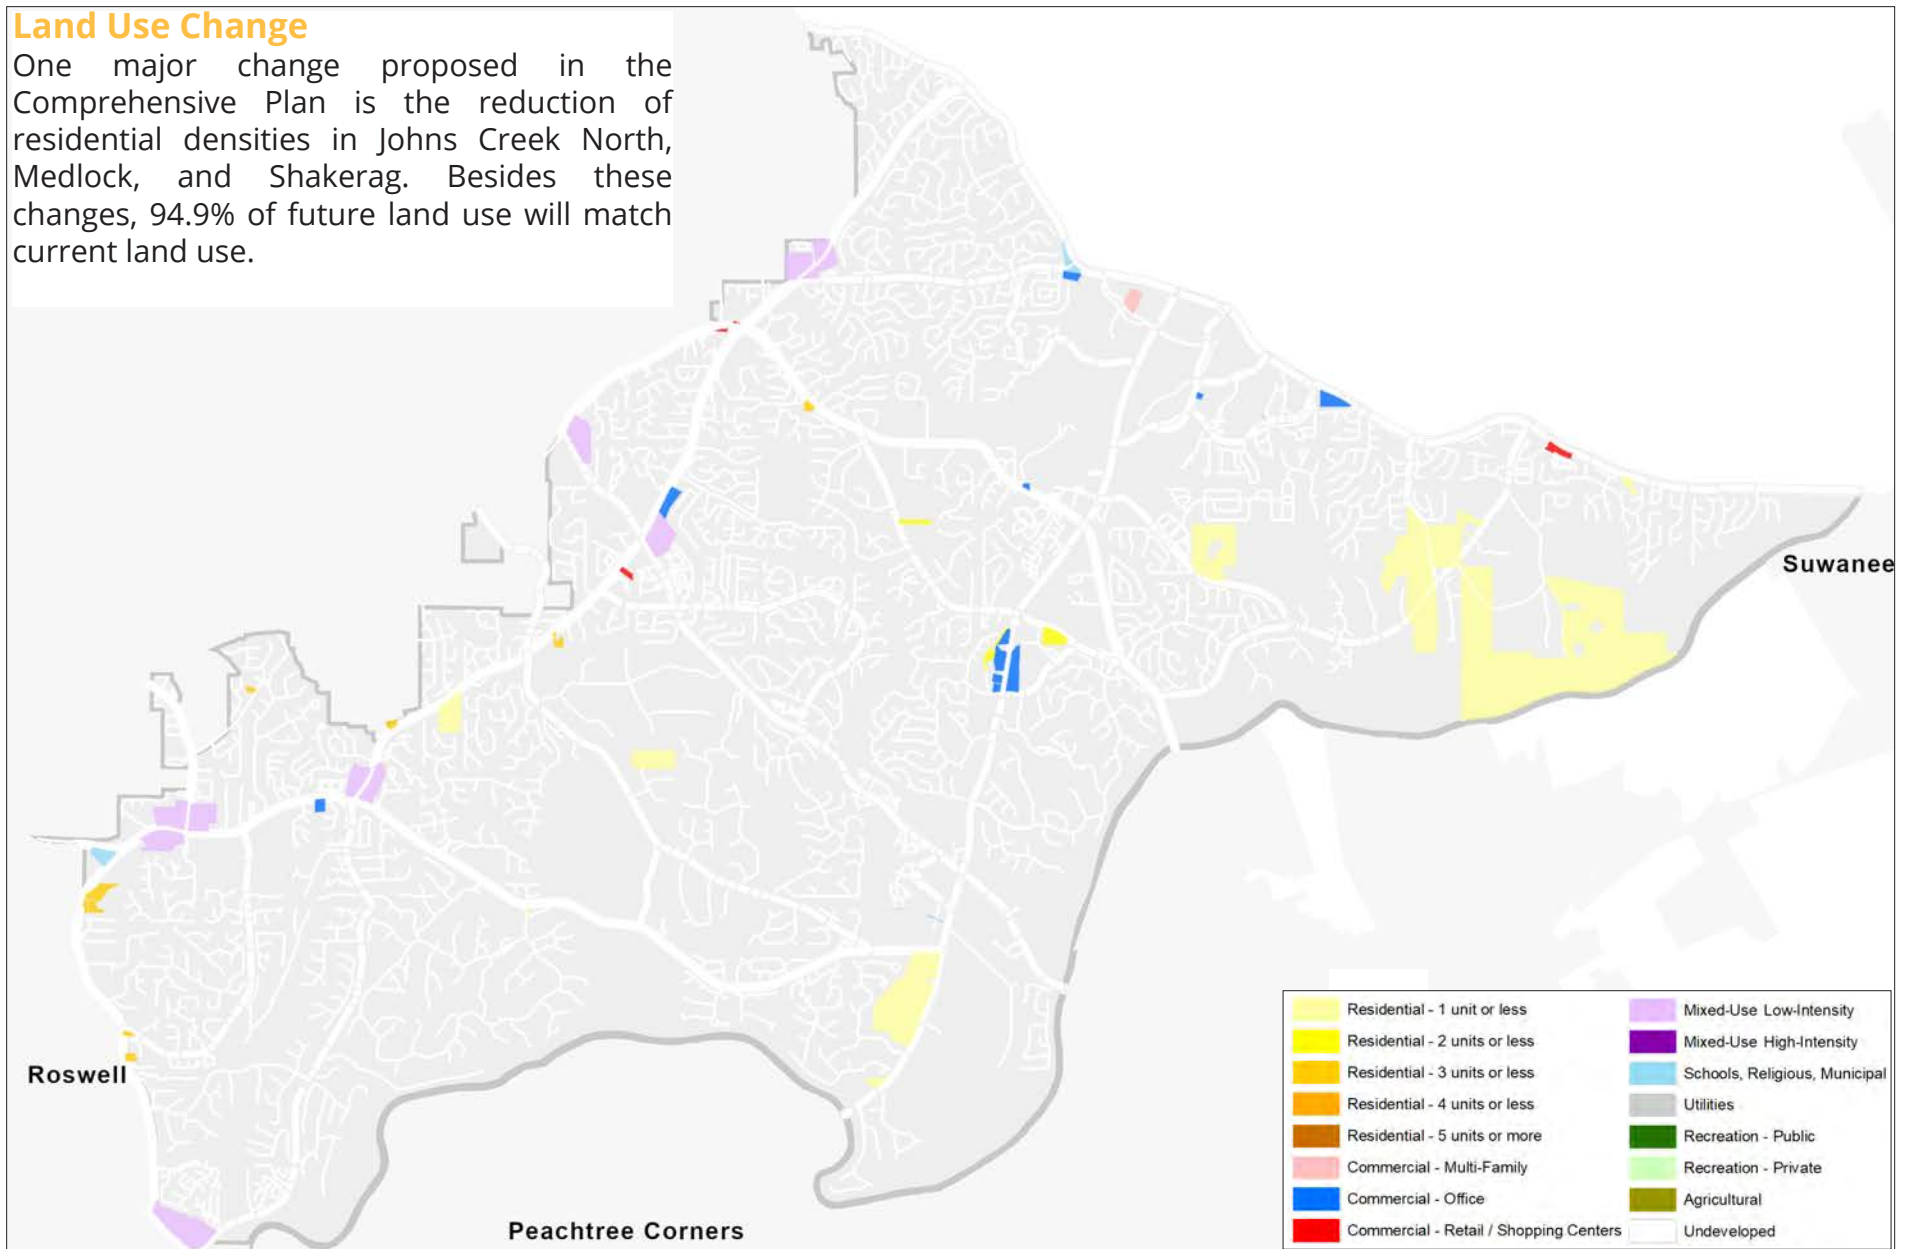 Land Use Change
One major change proposed in the
Comprehensive Plan is the reduction of
residential densities in Johns Creek North,
Medlock, and Shakerag. Besides these
changes, 94.9% of future land use will match
current land use.
Suwanee
Roswell
Peachtree Corners
Residential - 1 unit or less
Residential - 2 units or less
Residential - 3 units or less
Residential - 4 units or less
Residential - 5 units or more
Commercial - Multi-Family
Commercial - Office
Commercial - Retail / Shopping Centers
Mixed-Use Low-Intensity
Mixed-Use High-Intensity
Schools, Religious, Municipal
Utilities
Recreation - Public
Recreation - Private
Agricultural
Undeveloped